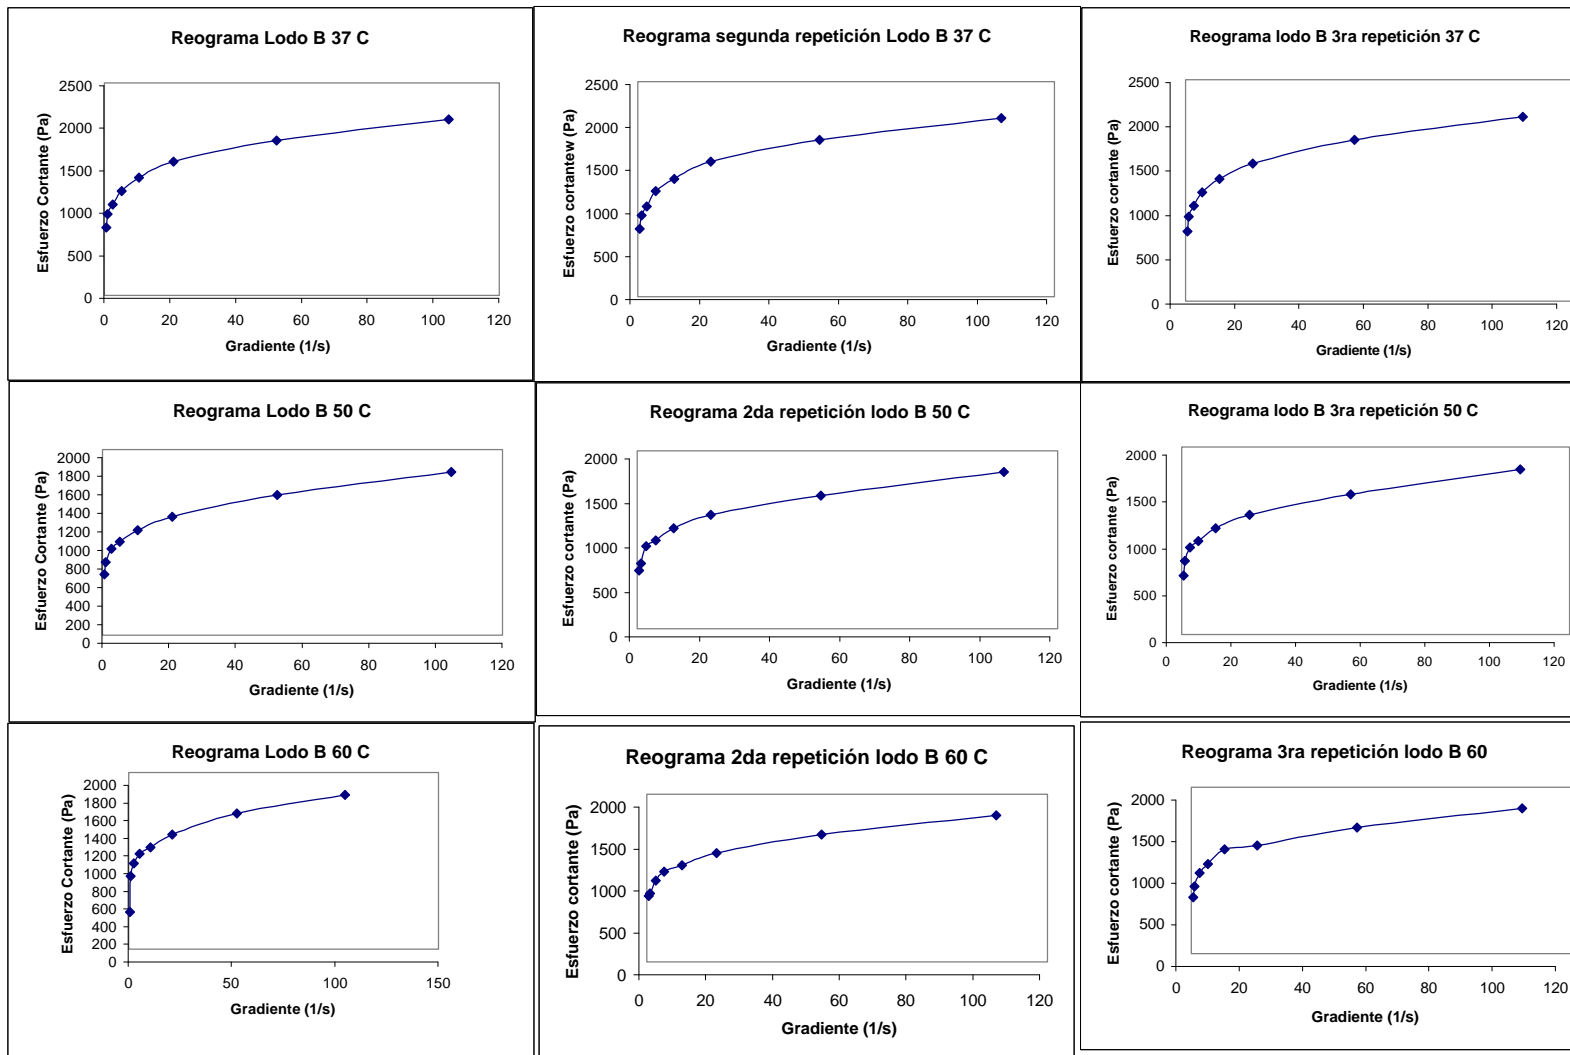 Reograma Lodo B 37 C
Esfuerzo Cortante (Pa)
2500
2000
1500
1000
500
0
0 20 40 60 80 100 120
Gradiente (1/s)
Reograma segunda repetición Lodo B 37 C
Esfuerzo cortantew (Pa)
2500
2000
1500
1000
500
0
0 20 40 60 80 100 120
Gradiente (1/s)
Reograma lodo B 3ra repetición 37 C
Esfuerzo cortante (Pa)
2500
2000
1500
1000
500
0
0 20 40 60 80 100 120
Gradiente (1/s)
Reograma Lodo B 50 C
Esfuerzo Cortante (Pa)
2000
1800
1600
1400
1200
1000
800
600
400
200
0
0 20 40 60 80 100 120
Gradiente (1/s)
Reograma 2da repetición lodo B 50 C
Esfuerzo cortante (Pa)
2000
1500
1000
500
0
0 20 40 60 80 100 120
Gradiente (1/s)
Reograma lodo B 3ra repetición 50 C
Esfuerzo cortante (Pa)
2000
1500
1000
500
0
0 20 40 60 80 100 120
Gradiente (1/s)
Reograma Lodo B 60 C
Esfuerzo Cortante (Pa)
2000
1800
1600
1400
1200
1000
800
600
400
200
0
0 50 100 150
Gradiente (1/s)
Reograma 2da repetición lodo B 60 C
Esfuerzo cortante (Pa)
2000
1500
1000
500
0
0 20 40 60 80 100 120
Gradiente (1/s)
Reograma 3ra repetición lodo B 60
Esfuerzo cortante (Pa)
2000
1500
1000
500
0
0 20 40 60 80 100 120
Gradiente (1/s)